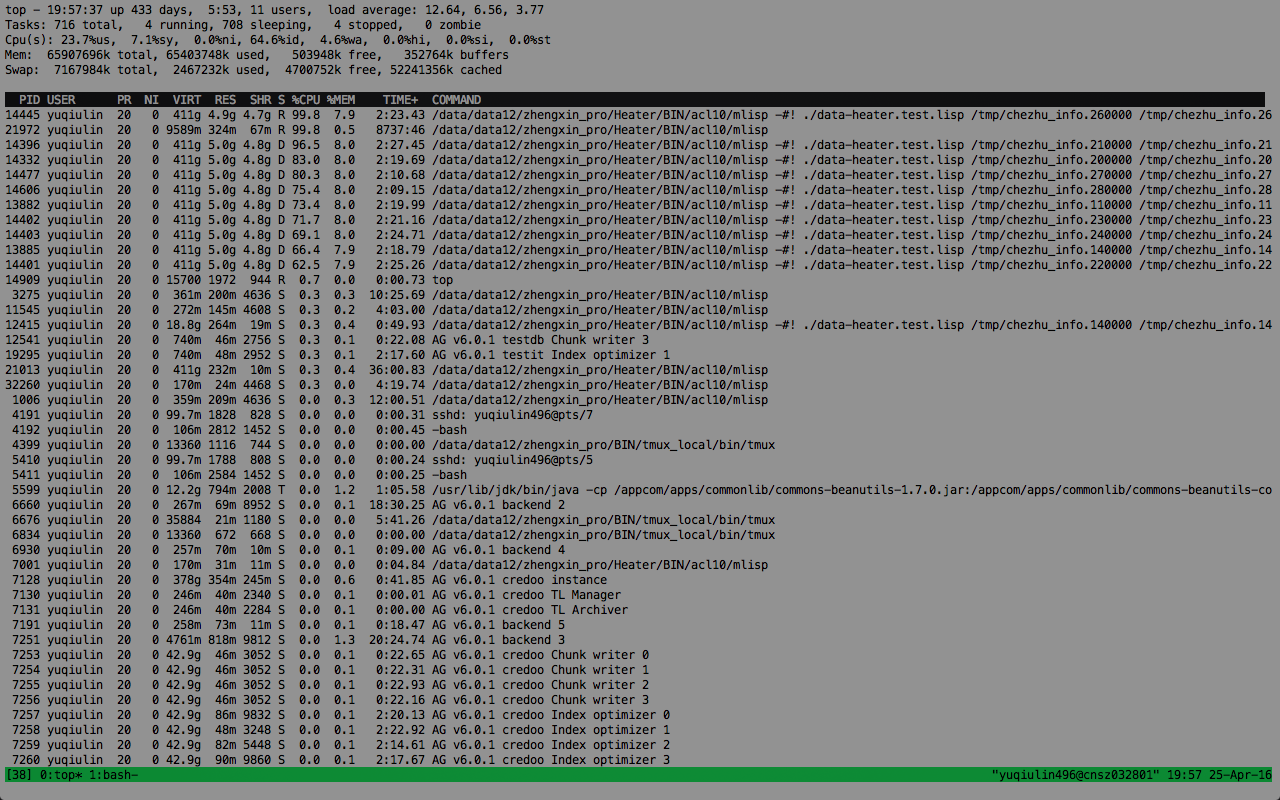 top - 19:57:37 up 433 days,  5:53, 11 users,  load average: 12.64, 6.56, 3.77
Tasks: 716 total,   4 running, 708 sleeping,   4 stopped,   0 zombie
Cpu(s): 23.7%us,  7.1%sy,  0.0%ni, 64.6%id,  4.6%wa,  0.0%hi,  0.0%si,  0.0%st
Mem:  65907696k total, 65403748k used,   503948k free,   352764k buffers
Swap:  7167984k total,  2467232k used,  4700752k free, 52241356k cached
  PID USER      PR  NI  VIRT  RES  SHR S %CPU %MEM    TIME+  COMMAND
14445 yuqiulin  20   0  411g 4.9g 4.7g R 99.8  7.9   2:23.43 /data/data12/zhengxin_pro/Heater/BIN/acl10/mlisp -#! ./data-heater.test.lisp /tmp/chezhu_info.260000 /tmp/chezhu_info.26
21972 yuqiulin  20   0 9589m 324m  67m R 99.8  0.5   8737:46 /data/data12/zhengxin_pro/Heater/BIN/acl10/mlisp
14396 yuqiulin  20   0  411g 5.0g 4.8g D 96.5  8.0   2:27.45 /data/data12/zhengxin_pro/Heater/BIN/acl10/mlisp -#! ./data-heater.test.lisp /tmp/chezhu_info.210000 /tmp/chezhu_info.21
14332 yuqiulin  20   0  411g 5.0g 4.8g D 83.0  8.0   2:19.69 /data/data12/zhengxin_pro/Heater/BIN/acl10/mlisp -#! ./data-heater.test.lisp /tmp/chezhu_info.200000 /tmp/chezhu_info.20
14477 yuqiulin  20   0  411g 5.0g 4.8g D 80.3  8.0   2:10.68 /data/data12/zhengxin_pro/Heater/BIN/acl10/mlisp -#! ./data-heater.test.lisp /tmp/chezhu_info.270000 /tmp/chezhu_info.27
14606 yuqiulin  20   0  411g 5.0g 4.8g D 75.4  8.0   2:09.15 /data/data12/zhengxin_pro/Heater/BIN/acl10/mlisp -#! ./data-heater.test.lisp /tmp/chezhu_info.280000 /tmp/chezhu_info.28
13882 yuqiulin  20   0  411g 5.0g 4.8g D 73.4  8.0   2:19.99 /data/data12/zhengxin_pro/Heater/BIN/acl10/mlisp -#! ./data-heater.test.lisp /tmp/chezhu_info.110000 /tmp/chezhu_info.11
14402 yuqiulin  20   0  411g 5.0g 4.8g D 71.7  8.0   2:21.16 /data/data12/zhengxin_pro/Heater/BIN/acl10/mlisp -#! ./data-heater.test.lisp /tmp/chezhu_info.230000 /tmp/chezhu_info.23
14403 yuqiulin  20   0  411g 5.0g 4.8g D 69.1  8.0   2:24.71 /data/data12/zhengxin_pro/Heater/BIN/acl10/mlisp -#! ./data-heater.test.lisp /tmp/chezhu_info.240000 /tmp/chezhu_info.24
13885 yuqiulin  20   0  411g 5.0g 4.8g D 66.4  7.9   2:18.79 /data/data12/zhengxin_pro/Heater/BIN/acl10/mlisp -#! ./data-heater.test.lisp /tmp/chezhu_info.140000 /tmp/chezhu_info.14
14401 yuqiulin  20   0  411g 5.0g 4.8g D 62.5  7.9   2:25.26 /data/data12/zhengxin_pro/Heater/BIN/acl10/mlisp -#! ./data-heater.test.lisp /tmp/chezhu_info.220000 /tmp/chezhu_info.22
14909 yuqiulin  20   0 15700 1972  944 R  0.7  0.0   0:00.73 top
 3275 yuqiulin  20   0  361m 200m 4636 S  0.3  0.3  10:25.69 /data/data12/zhengxin_pro/Heater/BIN/acl10/mlisp
11545 yuqiulin  20   0  272m 145m 4608 S  0.3  0.2   4:03.00 /data/data12/zhengxin_pro/Heater/BIN/acl10/mlisp
12415 yuqiulin  20   0 18.8g 264m  19m S  0.3  0.4   0:49.93 /data/data12/zhengxin_pro/Heater/BIN/acl10/mlisp -#! ./data-heater.test.lisp /tmp/chezhu_info.140000 /tmp/chezhu_info.14
12541 yuqiulin  20   0  740m  46m 2756 S  0.3  0.1   0:22.08 AG v6.0.1 testdb Chunk writer 3
19295 yuqiulin  20   0  740m  48m 2952 S  0.3  0.1   2:17.60 AG v6.0.1 testit Index optimizer 1
21013 yuqiulin  20   0  411g 232m  10m S  0.3  0.4  36:00.83 /data/data12/zhengxin_pro/Heater/BIN/acl10/mlisp
32260 yuqiulin  20   0  170m  24m 4468 S  0.3  0.0   4:19.74 /data/data12/zhengxin_pro/Heater/BIN/acl10/mlisp
 1006 yuqiulin  20   0  359m 209m 4636 S  0.0  0.3  12:00.51 /data/data12/zhengxin_pro/Heater/BIN/acl10/mlisp
 4191 yuqiulin  20   0 99.7m 1828  828 S  0.0  0.0   0:00.31 sshd: yuqiulin496@pts/7
 4192 yuqiulin  20   0  106m 2812 1452 S  0.0  0.0   0:00.45 -bash
 4399 yuqiulin  20   0 13360 1116  744 S  0.0  0.0   0:00.00 /data/data12/zhengxin_pro/BIN/tmux_local/bin/tmux
 5410 yuqiulin  20   0 99.7m 1788  808 S  0.0  0.0   0:00.24 sshd: yuqiulin496@pts/5
 5411 yuqiulin  20   0  106m 2584 1452 S  0.0  0.0   0:00.25 -bash
 5599 yuqiulin  20   0 12.2g 794m 2008 T  0.0  1.2   1:05.58 /usr/lib/jdk/bin/java -cp /appcom/apps/commonlib/commons-beanutils-1.7.0.jar:/appcom/apps/commonlib/commons-beanutils-co
 6660 yuqiulin  20   0  267m  69m 8952 S  0.0  0.1  18:30.25 AG v6.0.1 backend 2
 6676 yuqiulin  20   0 35884  21m 1180 S  0.0  0.0   5:41.26 /data/data12/zhengxin_pro/BIN/tmux_local/bin/tmux
 6834 yuqiulin  20   0 13360  672  668 S  0.0  0.0   0:00.00 /data/data12/zhengxin_pro/BIN/tmux_local/bin/tmux
 6930 yuqiulin  20   0  257m  70m  10m S  0.0  0.1   0:09.00 AG v6.0.1 backend 4
 7001 yuqiulin  20   0  170m  31m  11m S  0.0  0.0   0:04.84 /data/data12/zhengxin_pro/Heater/BIN/acl10/mlisp
 7128 yuqiulin  20   0  378g 354m 245m S  0.0  0.6   0:41.85 AG v6.0.1 credoo instance
 7130 yuqiulin  20   0  246m  40m 2340 S  0.0  0.1   0:00.01 AG v6.0.1 credoo TL Manager
 7131 yuqiulin  20   0  246m  40m 2284 S  0.0  0.1   0:00.00 AG v6.0.1 credoo TL Archiver
 7191 yuqiulin  20   0  258m  73m  11m S  0.0  0.1   0:18.47 AG v6.0.1 backend 5
 7251 yuqiulin  20   0 4761m 818m 9812 S  0.0  1.3  20:24.74 AG v6.0.1 backend 3
 7253 yuqiulin  20   0 42.9g  46m 3052 S  0.0  0.1   0:22.65 AG v6.0.1 credoo Chunk writer 0
 7254 yuqiulin  20   0 42.9g  46m 3052 S  0.0  0.1   0:22.31 AG v6.0.1 credoo Chunk writer 1
 7255 yuqiulin  20   0 42.9g  46m 3052 S  0.0  0.1   0:22.93 AG v6.0.1 credoo Chunk writer 2
 7256 yuqiulin  20   0 42.9g  46m 3052 S  0.0  0.1   0:22.16 AG v6.0.1 credoo Chunk writer 3
 7257 yuqiulin  20   0 42.9g  86m 9832 S  0.0  0.1   2:20.13 AG v6.0.1 credoo Index optimizer 0
 7258 yuqiulin  20   0 42.9g  48m 3248 S  0.0  0.1   2:22.92 AG v6.0.1 credoo Index optimizer 1
 7259 yuqiulin  20   0 42.9g  82m 5448 S  0.0  0.1   2:14.61 AG v6.0.1 credoo Index optimizer 2
 7260 yuqiulin  20   0 42.9g  90m 9860 S  0.0  0.1   2:17.67 AG v6.0.1 credoo Index optimizer 3
[38] 0:top* 1:bash- "yuqiulin496@cnsz032801" 19:57 25-Apr-16